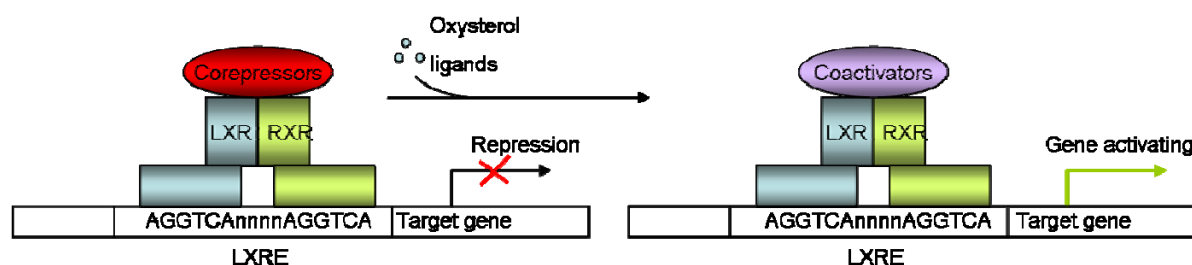 Oxysterol
ligands
Corepressors
LXR RXR
Repression
AGGTCAnnnnAGGTCA Target gene
LXRE
Coactivators
LXR RXR
Gene activating
AGGTCAnnnnAGGTCA Target gene
LXRE